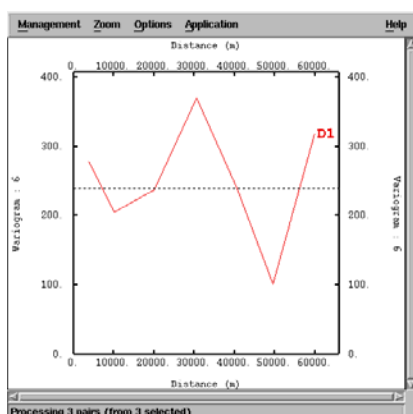 Management Zoom Options Application Help
Distance (m)
0. 10000. 20000. 30000. 40000. 50000. 60000.
400. 400.
D1
300. 300.
Variogram : 6
Variogram : 6
200. 200.
100. 100.
0. 0.
0. 10000. 20000. 30000. 40000. 50000. 60000.
Distance (m)
Processing 3 pairs (from 3 selected)